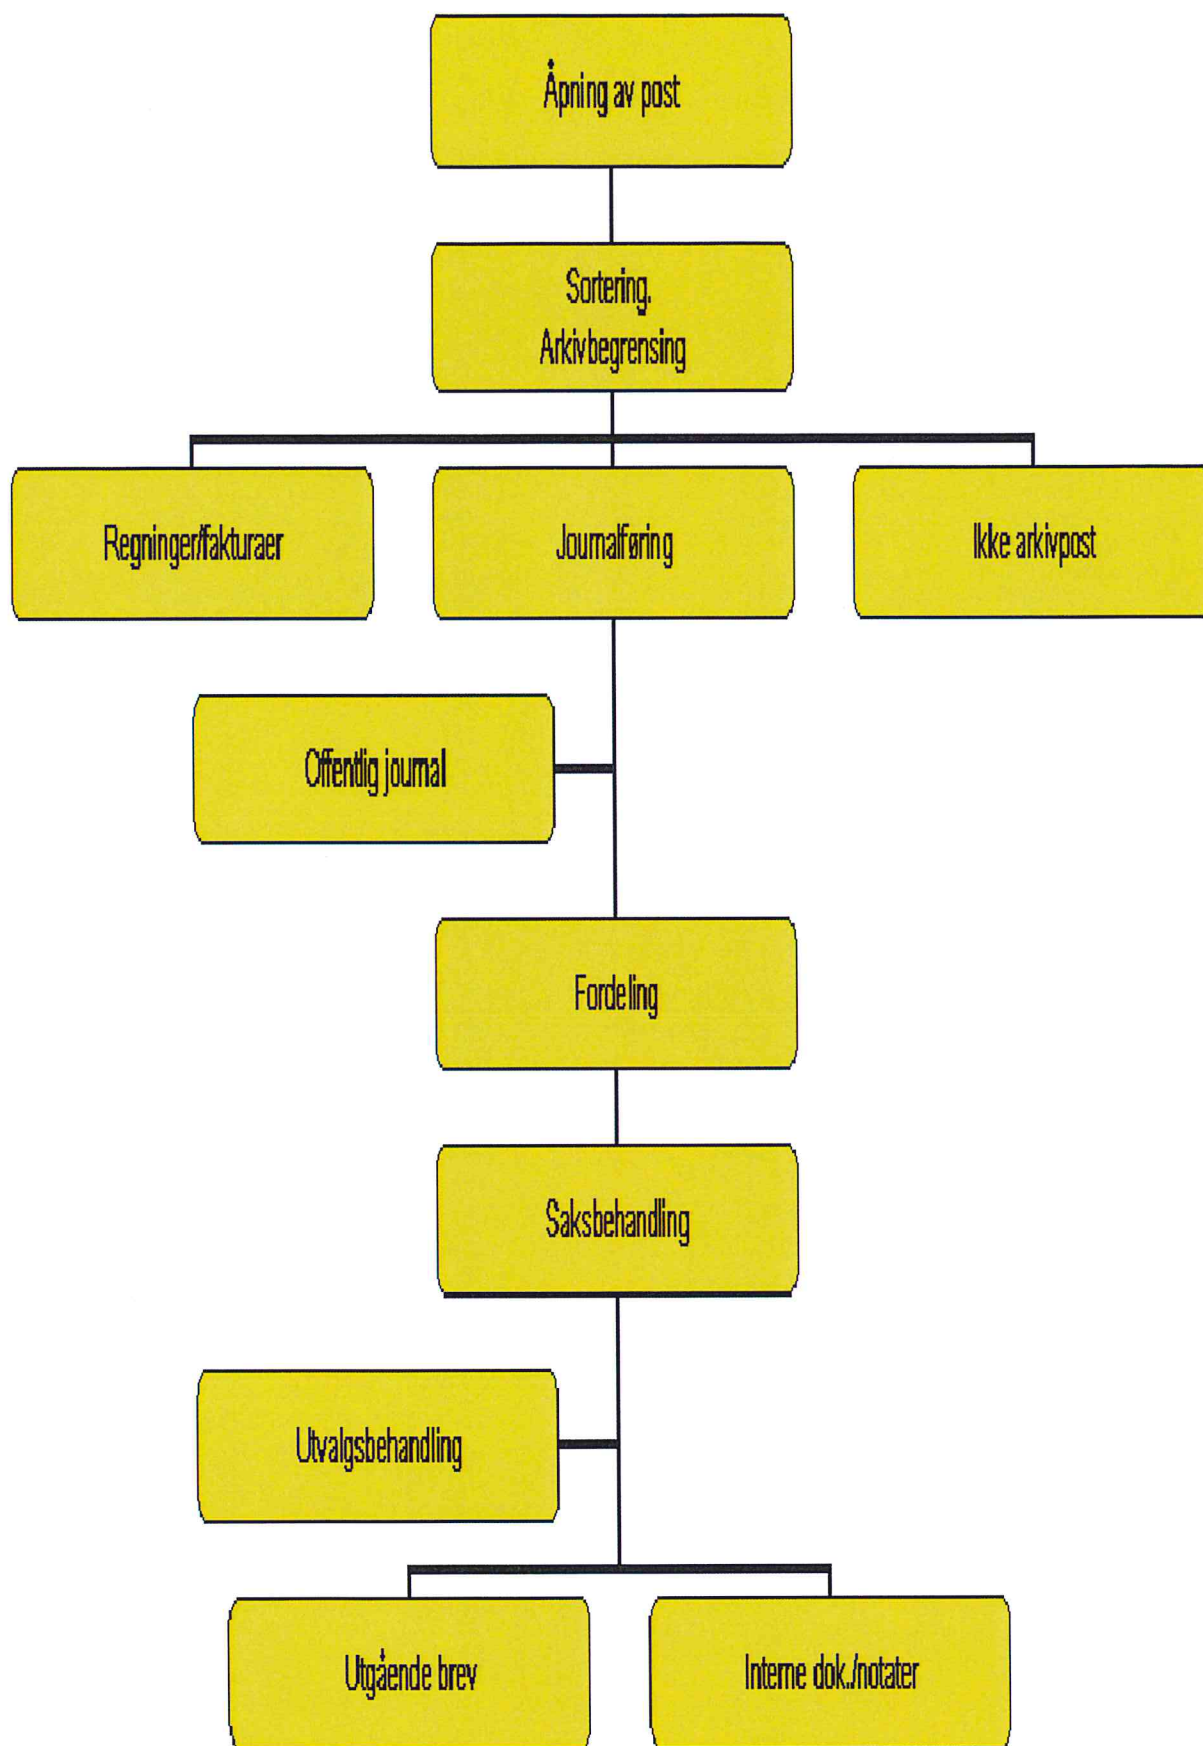 Åpning av post
Sortering.
Arkivbegrensing
Regninger/fakturaer
Journalføring
Ikke arkivpost
Offentlig journal
Fordeling
Saksbehandling
Utvalgsbehandling
Utgående brev
Interne dok./notater